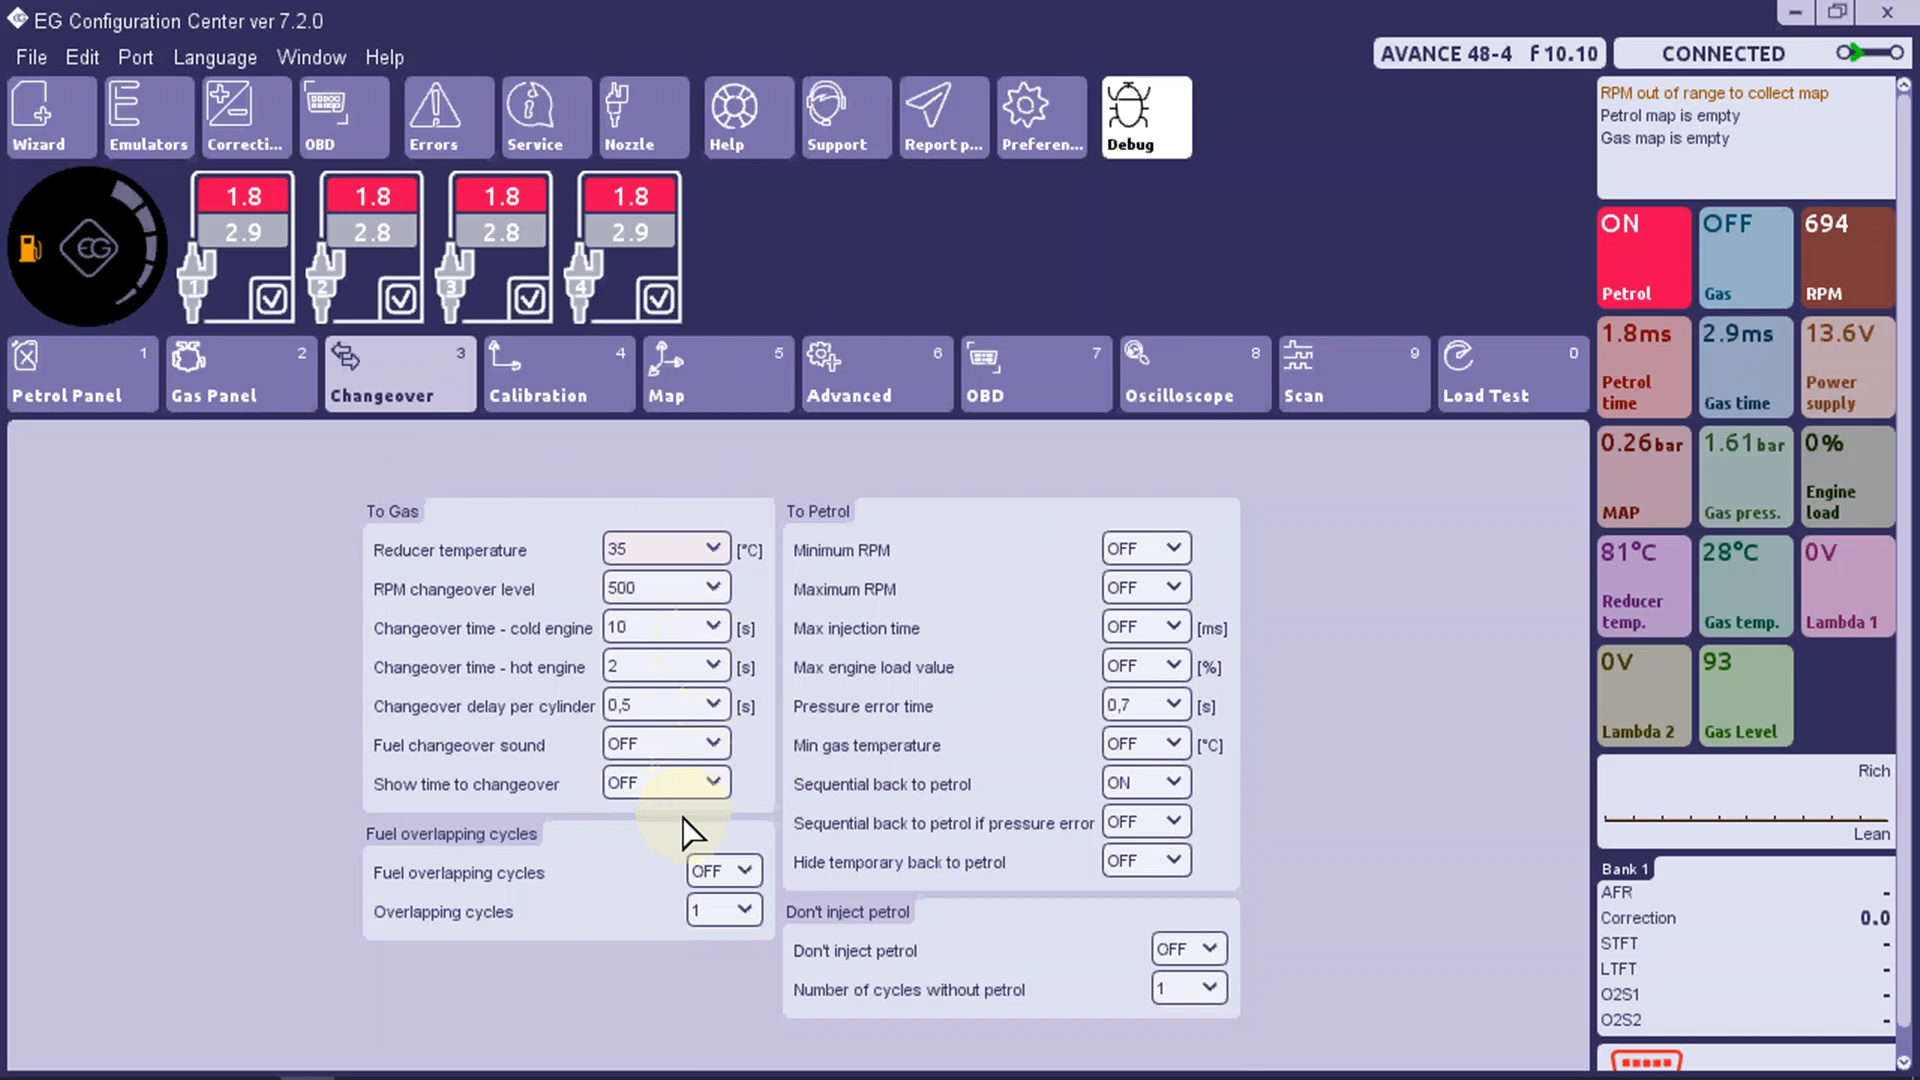 EG Configuration Center ver 7.2.0
File Edit Port Language Window Help
AVANCE 48-4 f 10.10
CONNECTED
Wizard
Emulators
Correcti...
OBD
Errors
Service
Nozzle
Help
Support
Report p...
Preferen...
Debug
RPM out of range to collect map
Petrol map is empty
Gas map is empty
EG
1.8
2.9
1
1.8
2.8
2
1.8
2.8
3
1.8
2.9
4
ON
Petrol
OFF
Gas
694
RPM
1.8ms
Petrol
time
2.9ms
Gas time
13.6V
Power
supply
0.26bar
MAP
1.61bar
Gas press.
0%
Engine
load
81°C
Reducer
temp.
28°C
Gas temp.
0V
Lambda 1
0V
Lambda 2
93
Gas Level
1
Petrol Panel
2
Gas Panel
3
Changeover
4
Calibration
5
Map
6
Advanced
7
OBD
8
Oscilloscope
9
Scan
0
Load Test
To Gas
Reducer temperature 35 [°C]
RPM changeover level 500
Changeover time - cold engine 10 [s]
Changeover time - hot engine 2 [s]
Changeover delay per cylinder 0,5 [s]
Fuel changeover sound OFF
Show time to changeover OFF
Fuel overlapping cycles
Fuel overlapping cycles OFF
Overlapping cycles 1
To Petrol
Minimum RPM OFF
Maximum RPM OFF
Max injection time OFF [ms]
Max engine load value OFF [%]
Pressure error time 0,7 [s]
Min gas temperature OFF [°C]
Sequential back to petrol ON
Sequential back to petrol if pressure error OFF
Hide temporary back to petrol OFF
Don't inject petrol
Don't inject petrol OFF
Number of cycles without petrol 1
Rich
Lean
Bank 1
AFR -
Correction 0.0
STFT -
LTFT -
O2S1 -
O2S2 -